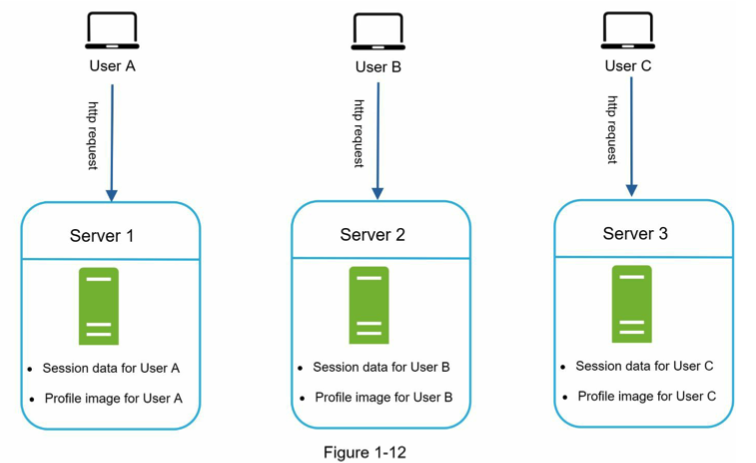 User A
User B
User C
http request
http request
http request
Server 1
Server 2
Server 3
• Session data for User A
• Profile image for User A
• Session data for User B
• Profile image for User B
• Session data for User C
• Profile image for User C
Figure 1-12